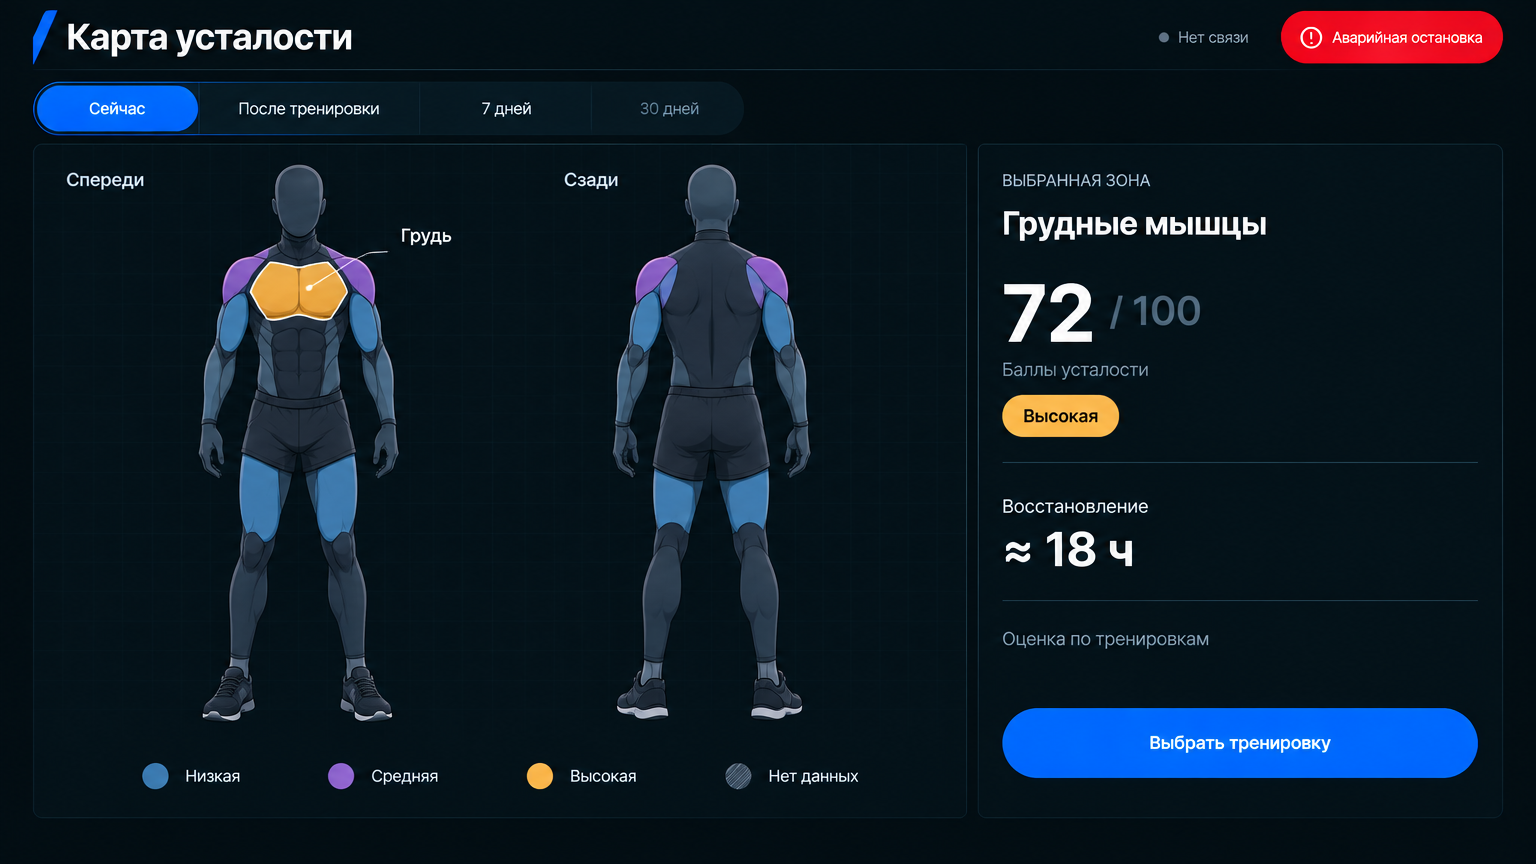 Карта усталости
Нет связи
Аварийная остановка
Сейчас
После тренировки
7 дней
30 дней
Спереди
Сзади
Грудь
Низкая
Средняя
Высокая
Нет данных
ВЫБРАННАЯ ЗОНА
Грудные мышцы
72 / 100
Баллы усталости
Высокая
Восстановление
≈ 18 ч
Оценка по тренировкам
Выбрать тренировку